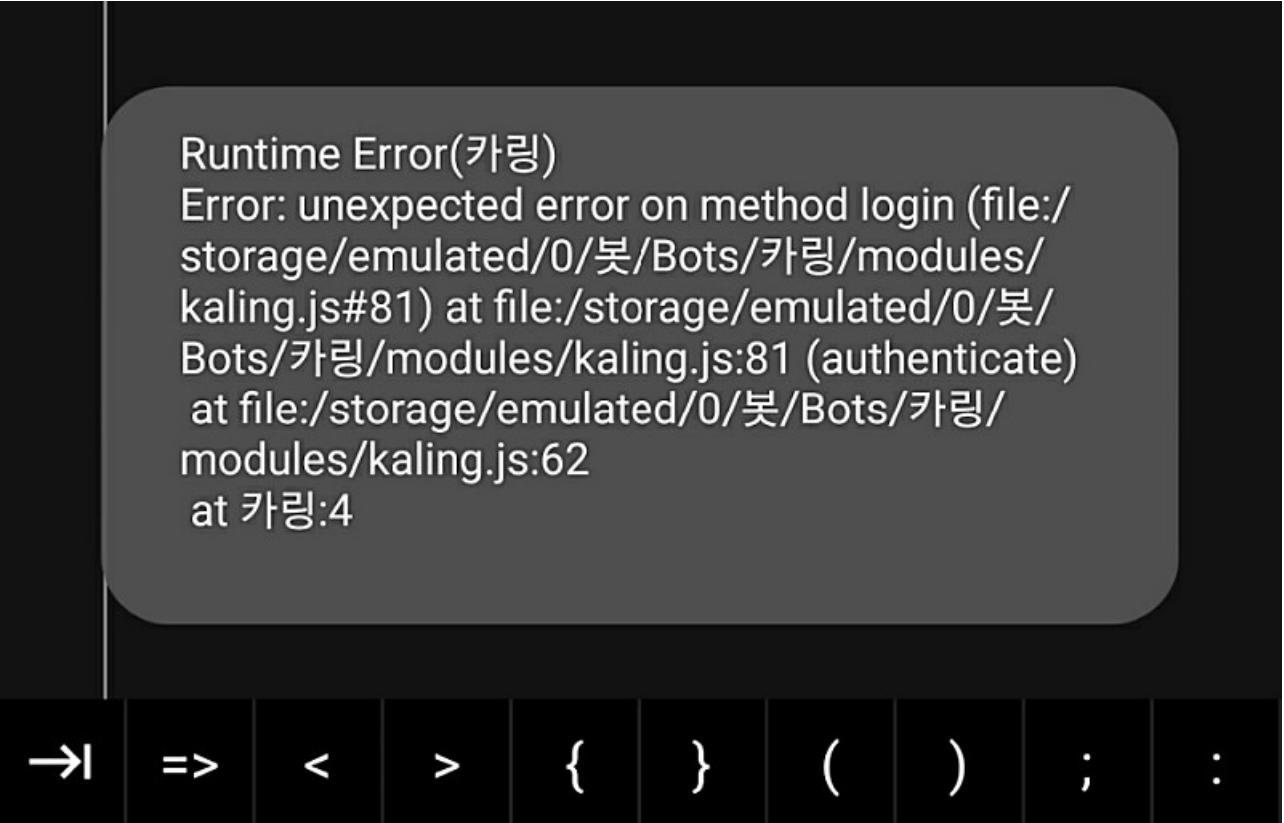 Runtime Error(카링)
Error: unexpected error on method login (file:/
storage/emulated/0/봇/Bots/카링/modules/
kaling.js#81) at file:/storage/emulated/0/봇/
Bots/카링/modules/kaling.js:81 (authenticate)
at file:/storage/emulated/0/봇/Bots/카링/
modules/kaling.js:62
at 카링:4
=> < > { } ( ) ; :